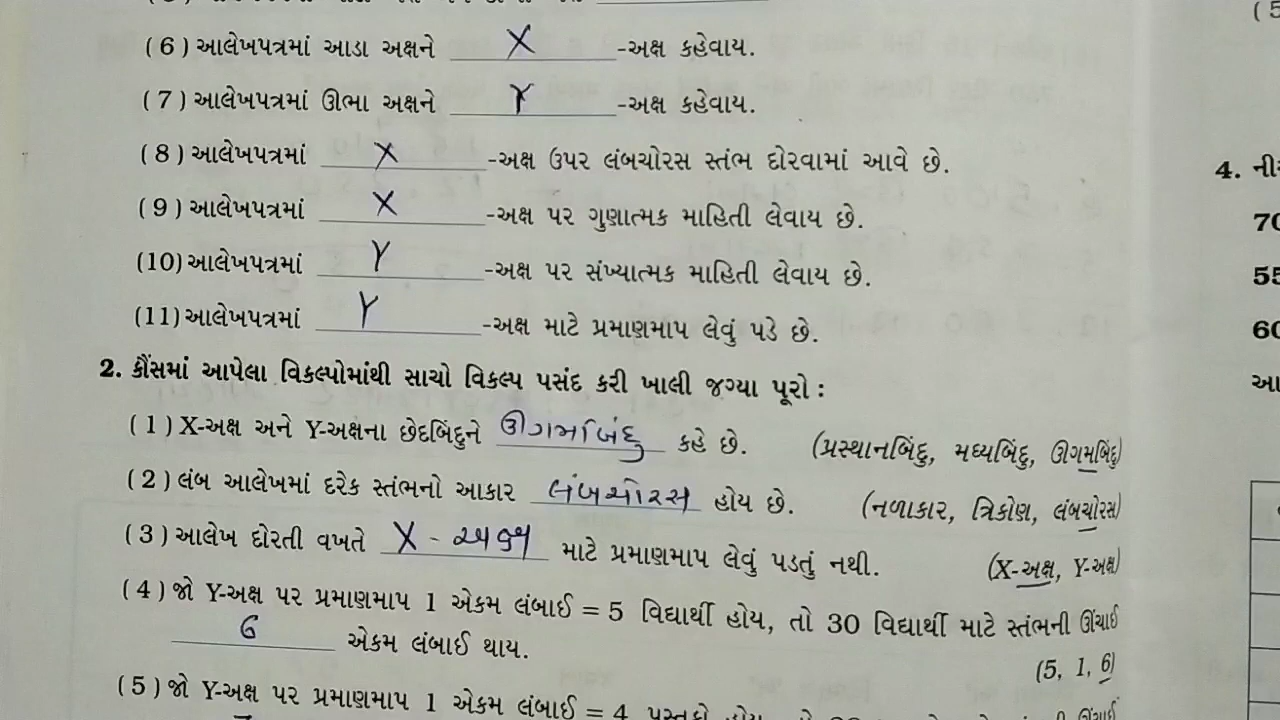 (6) આલેખપત્રમાં આડા અક્ષને X -અક્ષ કહેવાય.
(7) આલેખપત્રમાં ઊભા અક્ષને Y -અક્ષ કહેવાય.
(8) આલેખપત્રમાં X -અક્ષ ઉપર લંબચોરસ સ્તંભ દોરવામાં આવે છે.
(9) આલેખપત્રમાં X -અક્ષ પર ગુણાત્મક માહિતી લેવાય છે.
(10) આલેખપત્રમાં Y -અક્ષ પર સંખ્યાત્મક માહિતી લેવાય છે.
(11) આલેખપત્રમાં Y -અક્ષ માટે પ્રમાણમાપ લેવું પડે છે.
2. કૌંસમાં આપેલા વિકલ્પોમાંથી સાચો વિકલ્પ પસંદ કરી ખાલી જગ્યા પૂરો :
(1) X-અક્ષ અને Y-અક્ષના છેદબિંદુને ઊગમબિંદુ કહે છે. (પ્રસ્થાનબિંદુ, મધ્યબિંદુ, ઊગમબિંદુ)
(2) લંબ આલેખમાં દરેક સ્તંભનો આકાર લંબચોરસ હોય છે. (નળાકાર, ત્રિકોણ, લંબચોરસ)
(3) આલેખ દોરતી વખતે X - અક્ષ માટે પ્રમાણમાપ લેવું પડતું નથી. (X-અક્ષ, Y-અક્ષ)
(4) જો Y-અક્ષ પર પ્રમાણમાપ 1 એકમ લંબાઈ = 5 વિદ્યાર્થી હોય, તો 30 વિદ્યાર્થી માટે સ્તંભની ઊંચાઈ
6 એકમ લંબાઈ થાય. (5, 1, 6)
(5) જો Y-અક્ષ પર પ્રમાણમાપ 1 એકમ લંબાઈ = 4 પુસ્તકો હોય,
(5
4.
70
55
60